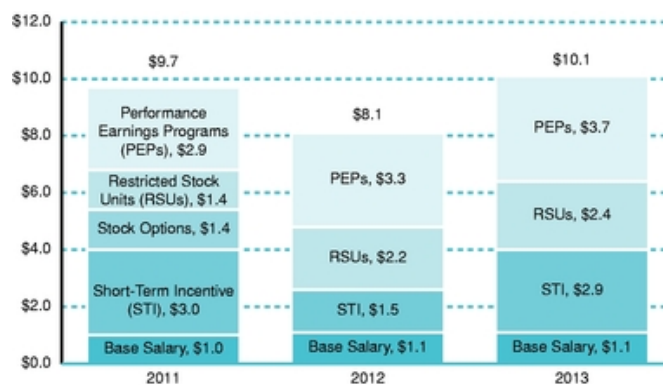 $12.0
$10.0
$8.0
$6.0
$4.0
$2.0
$0.0
$9.7
Performance
Earnings Programs
(PEPs), $2.9
Restricted Stock
Units (RSUs), $1.4
Stock Options, $1.4
Short-Term Incentive
(STI), $3.0
Base Salary, $1.0
2011
$8.1
PEPs, $3.3
RSUs, $2.2
STI, $1.5
Base Salary, $1.1
2012
$10.1
PEPs, $3.7
RSUs, $2.4
STI, $2.9
Base Salary, $1.1
2013